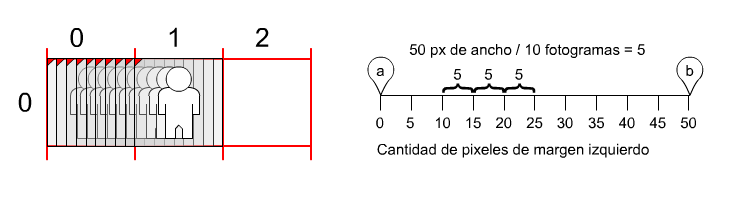 0 1 2
0
50 px de ancho / 10 fotogramas = 5
a b
5 5 5
0 5 10 15 20 25 30 35 40 45 50
Cantidad de pixeles de margen izquierdo